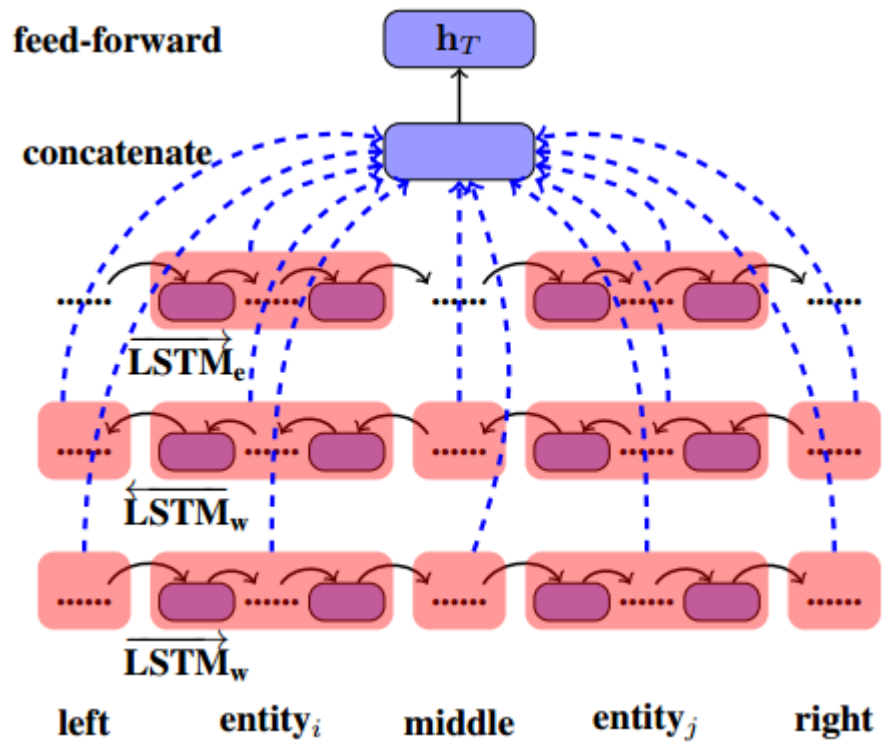 feed-forward
h_T
concatenate
...... ...... ...... ...... ......
LSTM_e
...... ...... ...... ...... ......
LSTM_w
...... ...... ...... ...... ......
LSTM_w
left entity_i middle entity_j right